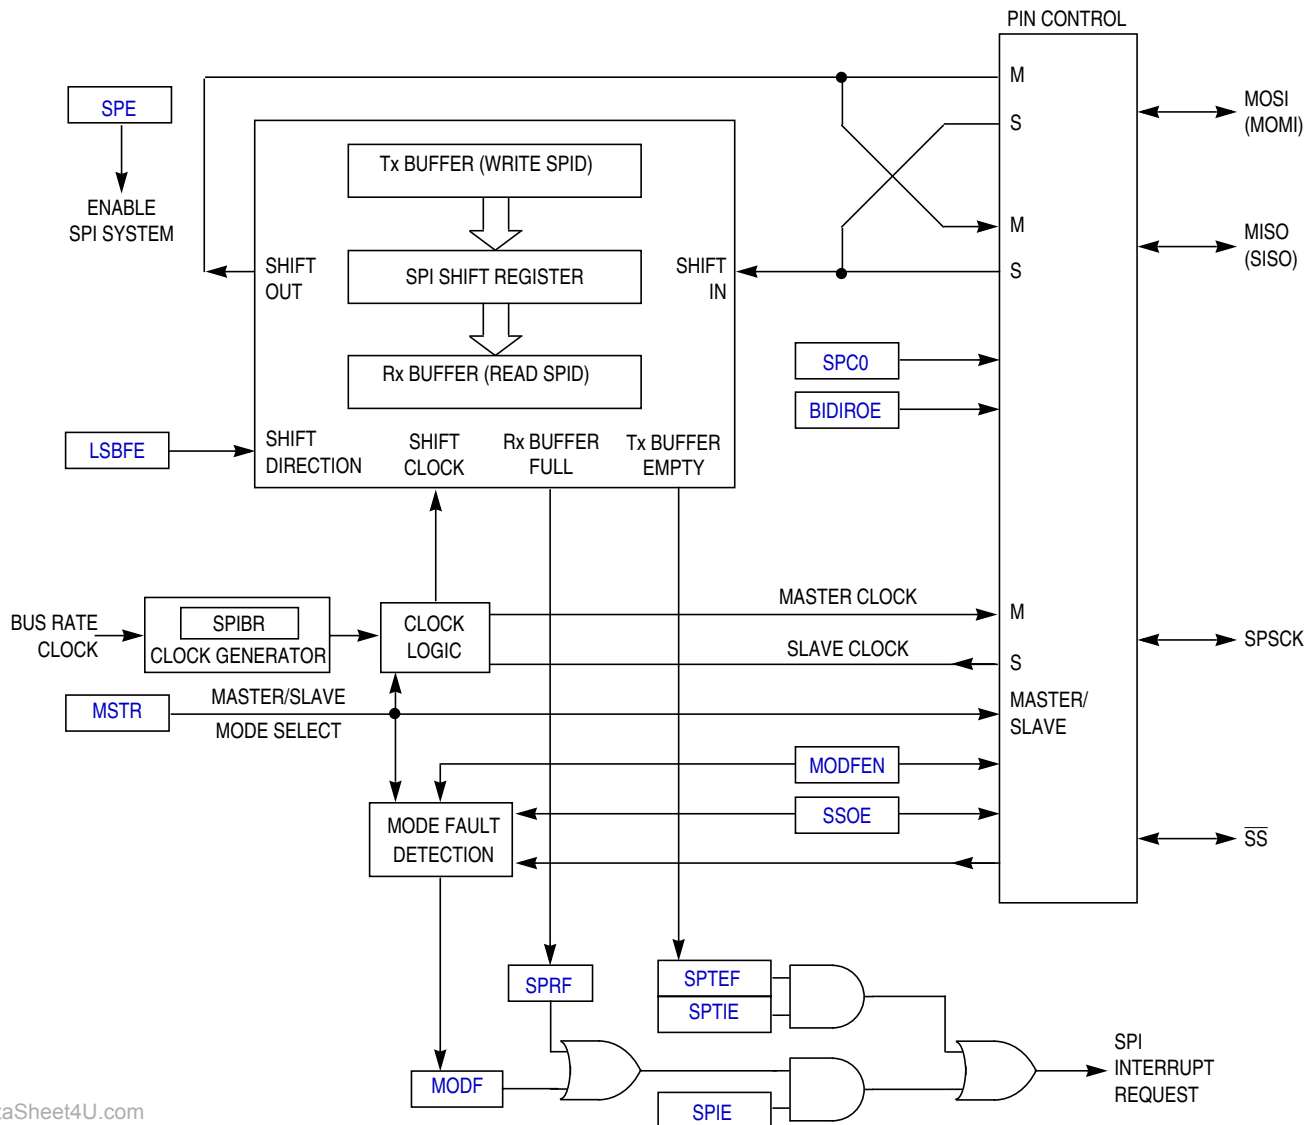 PIN CONTROL
M
SPE
MOSI
(MOMI)
S
Tx BUFFER (WRITE SPID)
ENABLE
SPI SYSTEM
M
MISO
(SISO)
SHIFT
OUT
SPI SHIFT REGISTER
SHIFT
IN
S
SPC0
Rx BUFFER (READ SPID)
BIDIROE
LSBFE
SHIFT
DIRECTION
SHIFT
CLOCK
Rx BUFFER
FULL
Tx BUFFER
EMPTY
MASTER CLOCK
M
BUS RATE
CLOCK
SPIBR
CLOCK GENERATOR
CLOCK
LOGIC
SPSCK
SLAVE CLOCK
S
MSTR
MASTER/SLAVE
MODE SELECT
MASTER/
SLAVE
MODFEN
SSOE
MODE FAULT
DETECTION
SS
SPRF
SPTEF
SPTIE
SPI
INTERRUPT
REQUEST
MODF
SPIE
taSheet4U.com